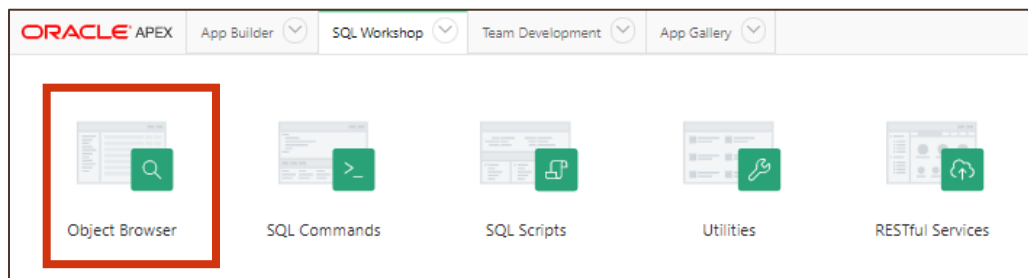 ORACLE APEX App Builder SQL Workshop Team Development App Gallery
>_
Object Browser SQL Commands SQL Scripts Utilities RESTful Services